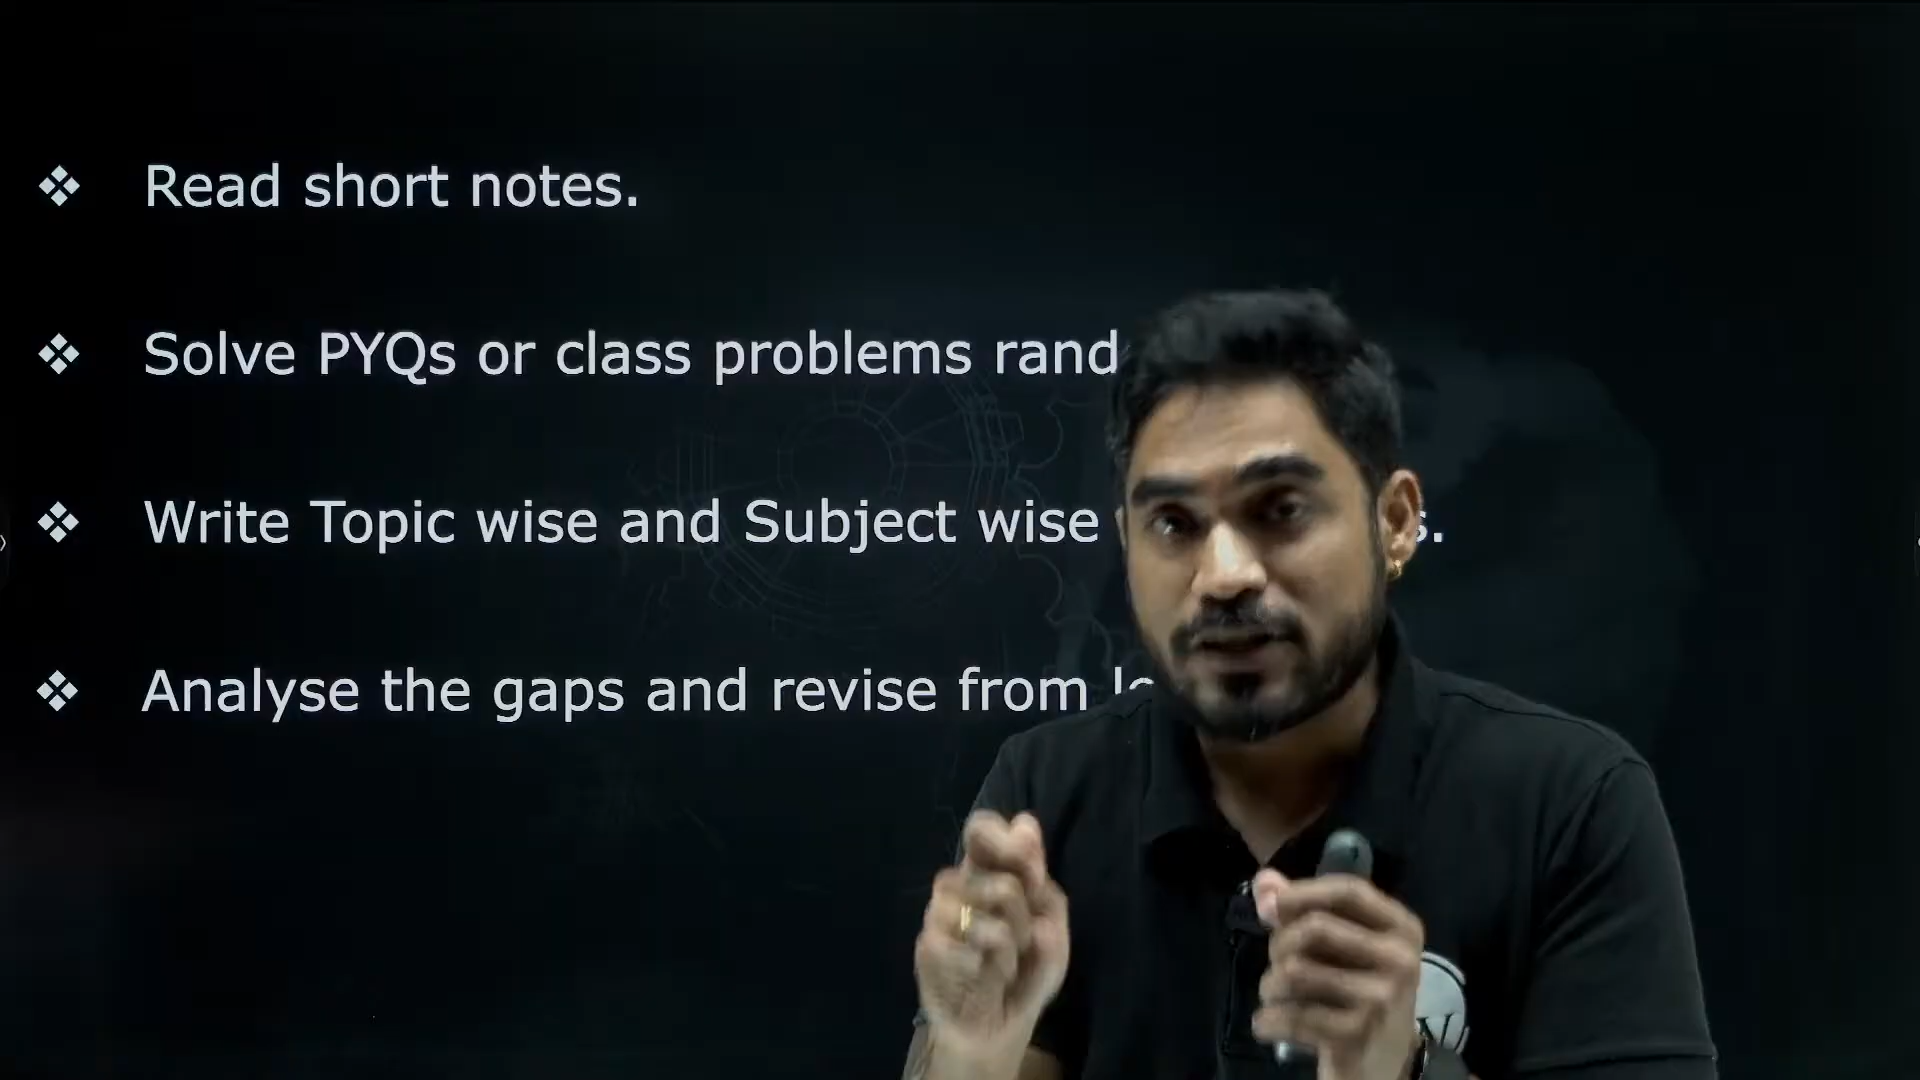 Read short notes.
Solve PYQs or class problems
Write Topic wise and Subject wise
Analyse the gaps and revise from